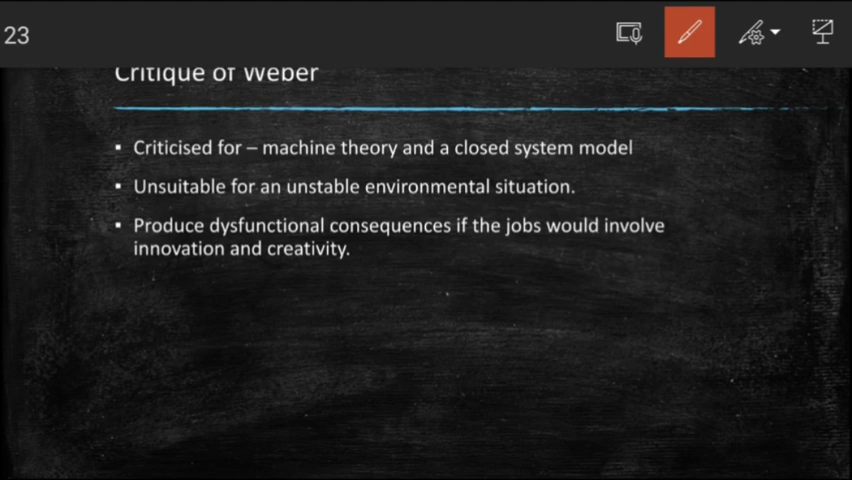 23
Critique of Weber
▪ Criticised for – machine theory and a closed system model
▪ Unsuitable for an unstable environmental situation.
▪ Produce dysfunctional consequences if the jobs would involve
innovation and creativity.